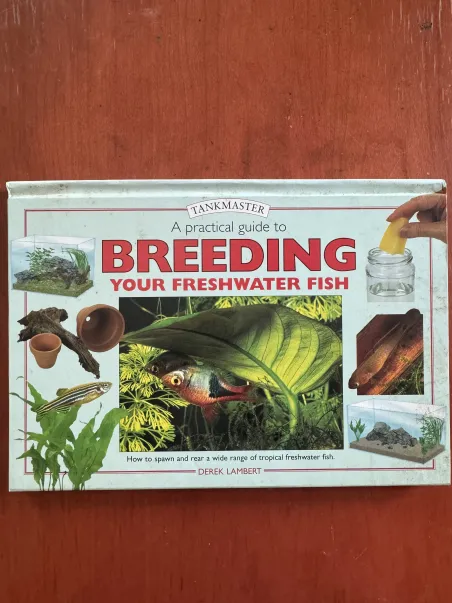 TANKMASTER
A practical guide to
BREEDING
YOUR FRESHWATER FISH
How to spawn and rear a wide range of tropical freshwater fish.
DEREK LAMBERT